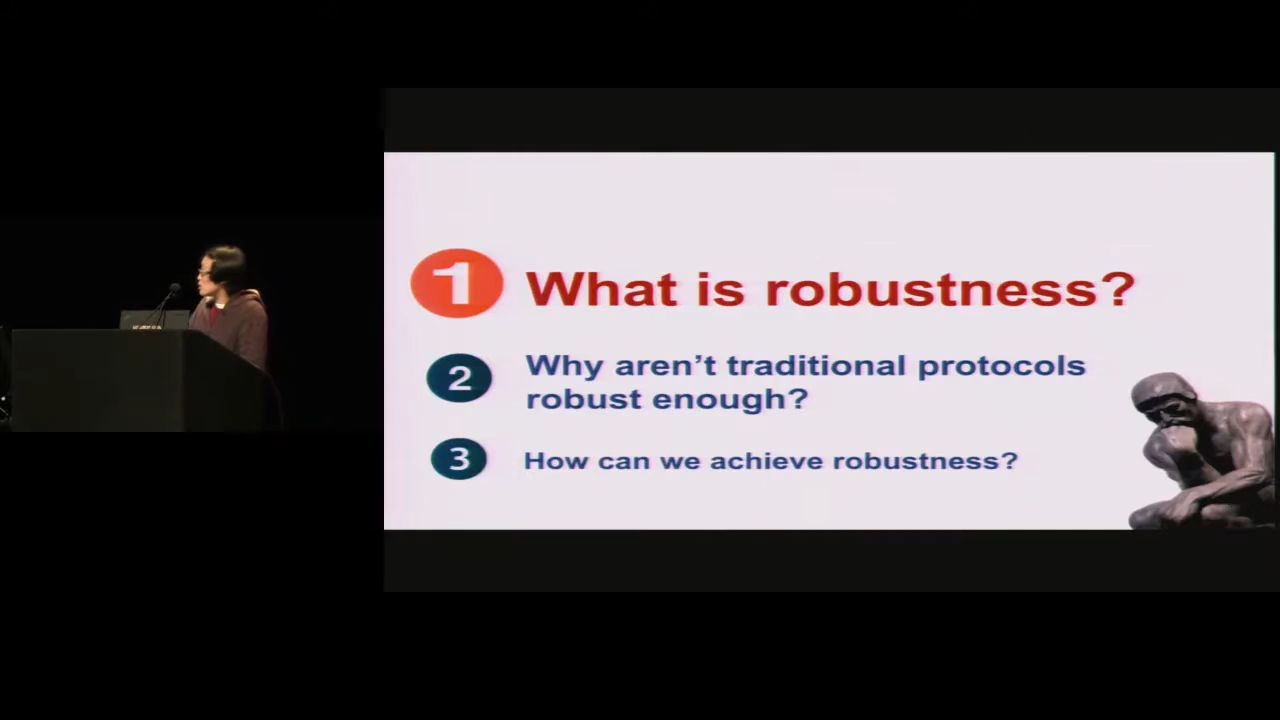 1 What is robustness?
2 Why aren't traditional protocols
robust enough?
3 How can we achieve robustness?